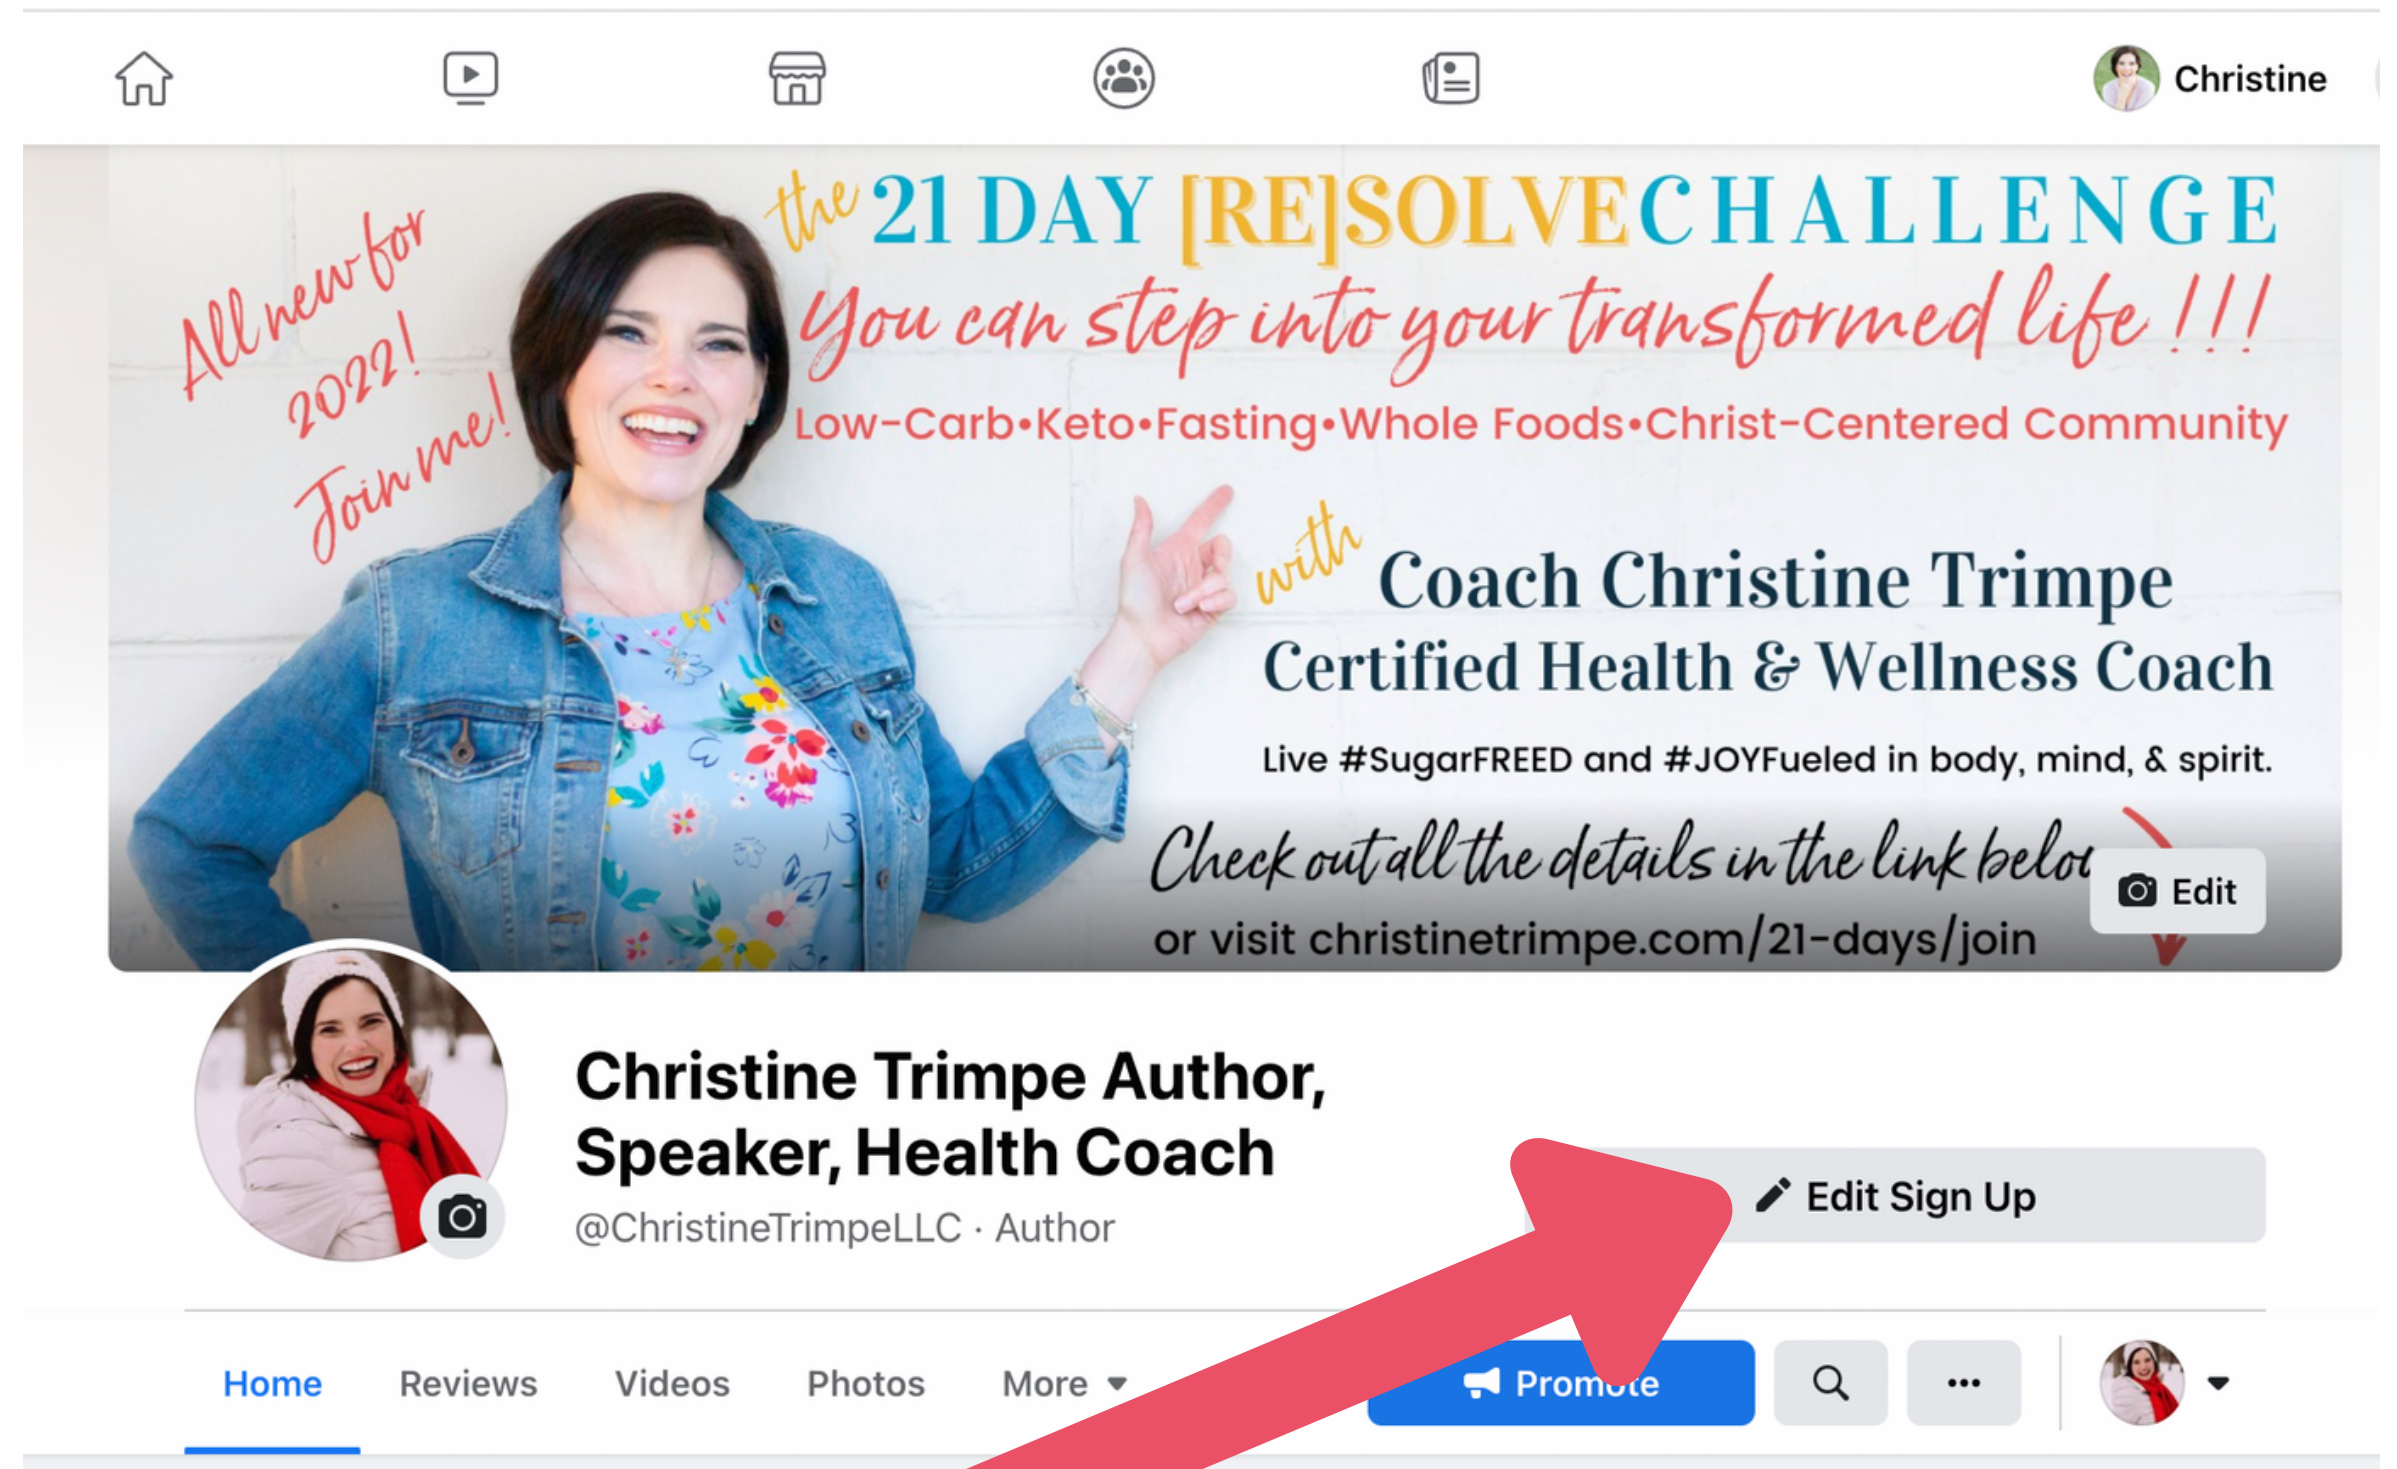 Christine
All new for
2022!
Join me!
the 21 DAY [RE]SOLVE CHALLENGE
You can step into your transformed life !!!
Low-Carb•Keto•Fasting•Whole Foods•Christ-Centered Community
with Coach Christine Trimpe
Certified Health & Wellness Coach
Live #SugarFREED and #JOYFueled in body, mind, & spirit.
Check out all the details in the link
or visit christinetrimpe.com/21-days/join
Edit
Christine Trimpe Author,
Speaker, Health Coach
@ChristineTrimpeLLC · Author
Edit Sign Up
Home Reviews Videos Photos More
Promote